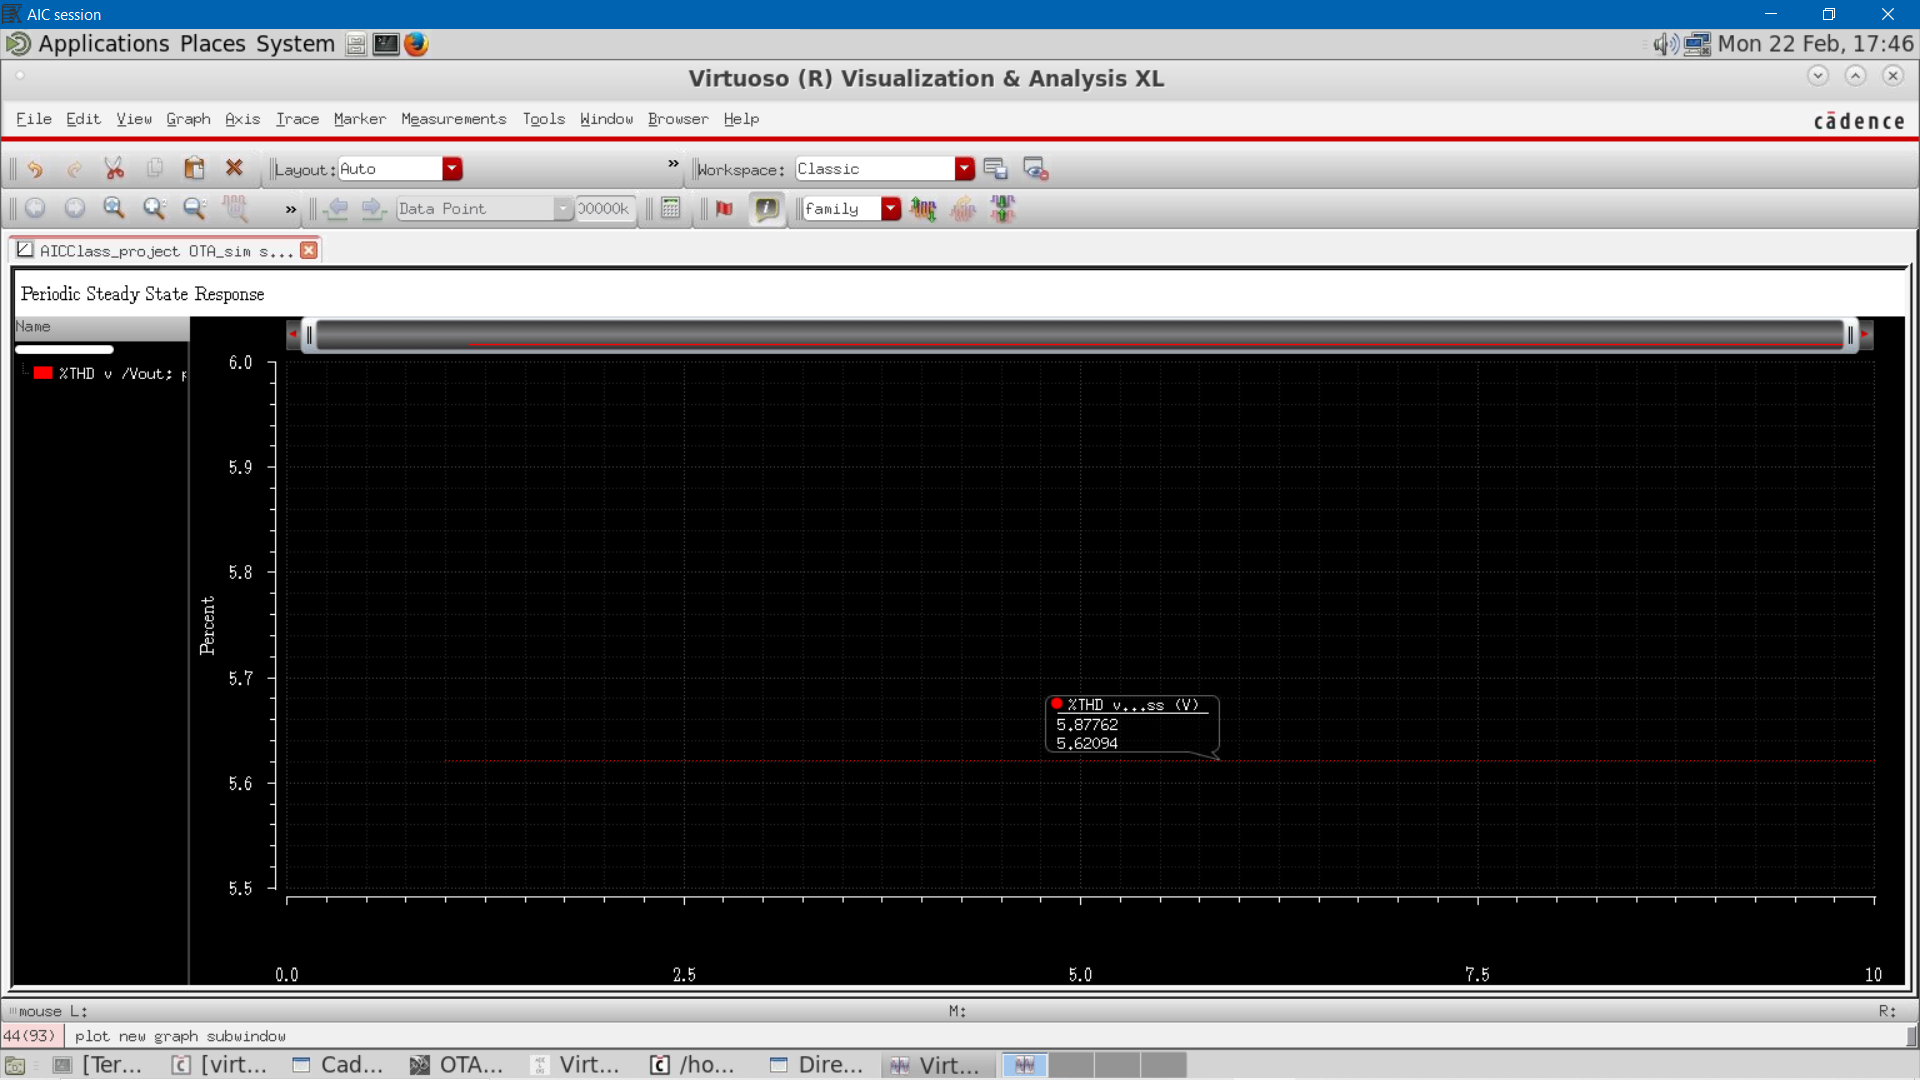 AIC session
Applications Places System
Mon 22 Feb, 17:46
Virtuoso (R) Visualization & Analysis XL
File Edit View Graph Axis Trace Marker Measurements Tools Window Browser Help
cādence
Layout: Auto
» Workspace: Classic
» Data Point
00000k
family
AICClass_project OTA_sim s...
Periodic Steady State Response
Name
%THD v /Vout;
6.0
5.9
5.8
5.7
5.6
5.5
Percent
%THD v...ss (V)
5.87762
5.62094
0.0 2.5 5.0 7.5 10
mouse L: M: R:
44(93) plot new graph subwindow
[Ter... [virt... Cad... OTA... Virt... /ho... Dire... Virt...